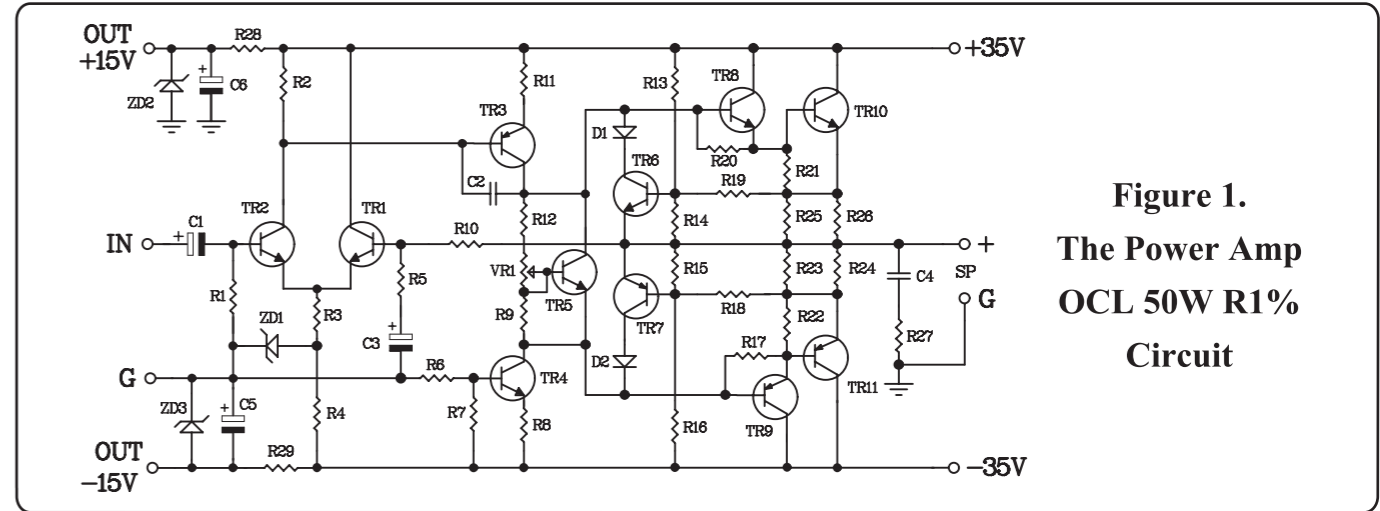 OUT
+15V
R28
+35V
ZD2
+
C6
R2
R11
R13
TR8
TR10
TR3
D1
R20
TR6
R21
C2
R19
TR2
TR1
R12
R14
R25
R26
C1
+
IN
R10
+
R5
VR1
TR5
R15
R23
R24
C4
SP
R1
ZD1
R3
R9
TR7
R18
G
R22
C3
+
R17
R27
R6
D2
G
TR4
TR11
ZD3
+
C5
R4
R7
R8
R16
TR9
OUT
−15V
R29
−35V
Figure 1.
The Power Amp
OCL 50W R1%
Circuit